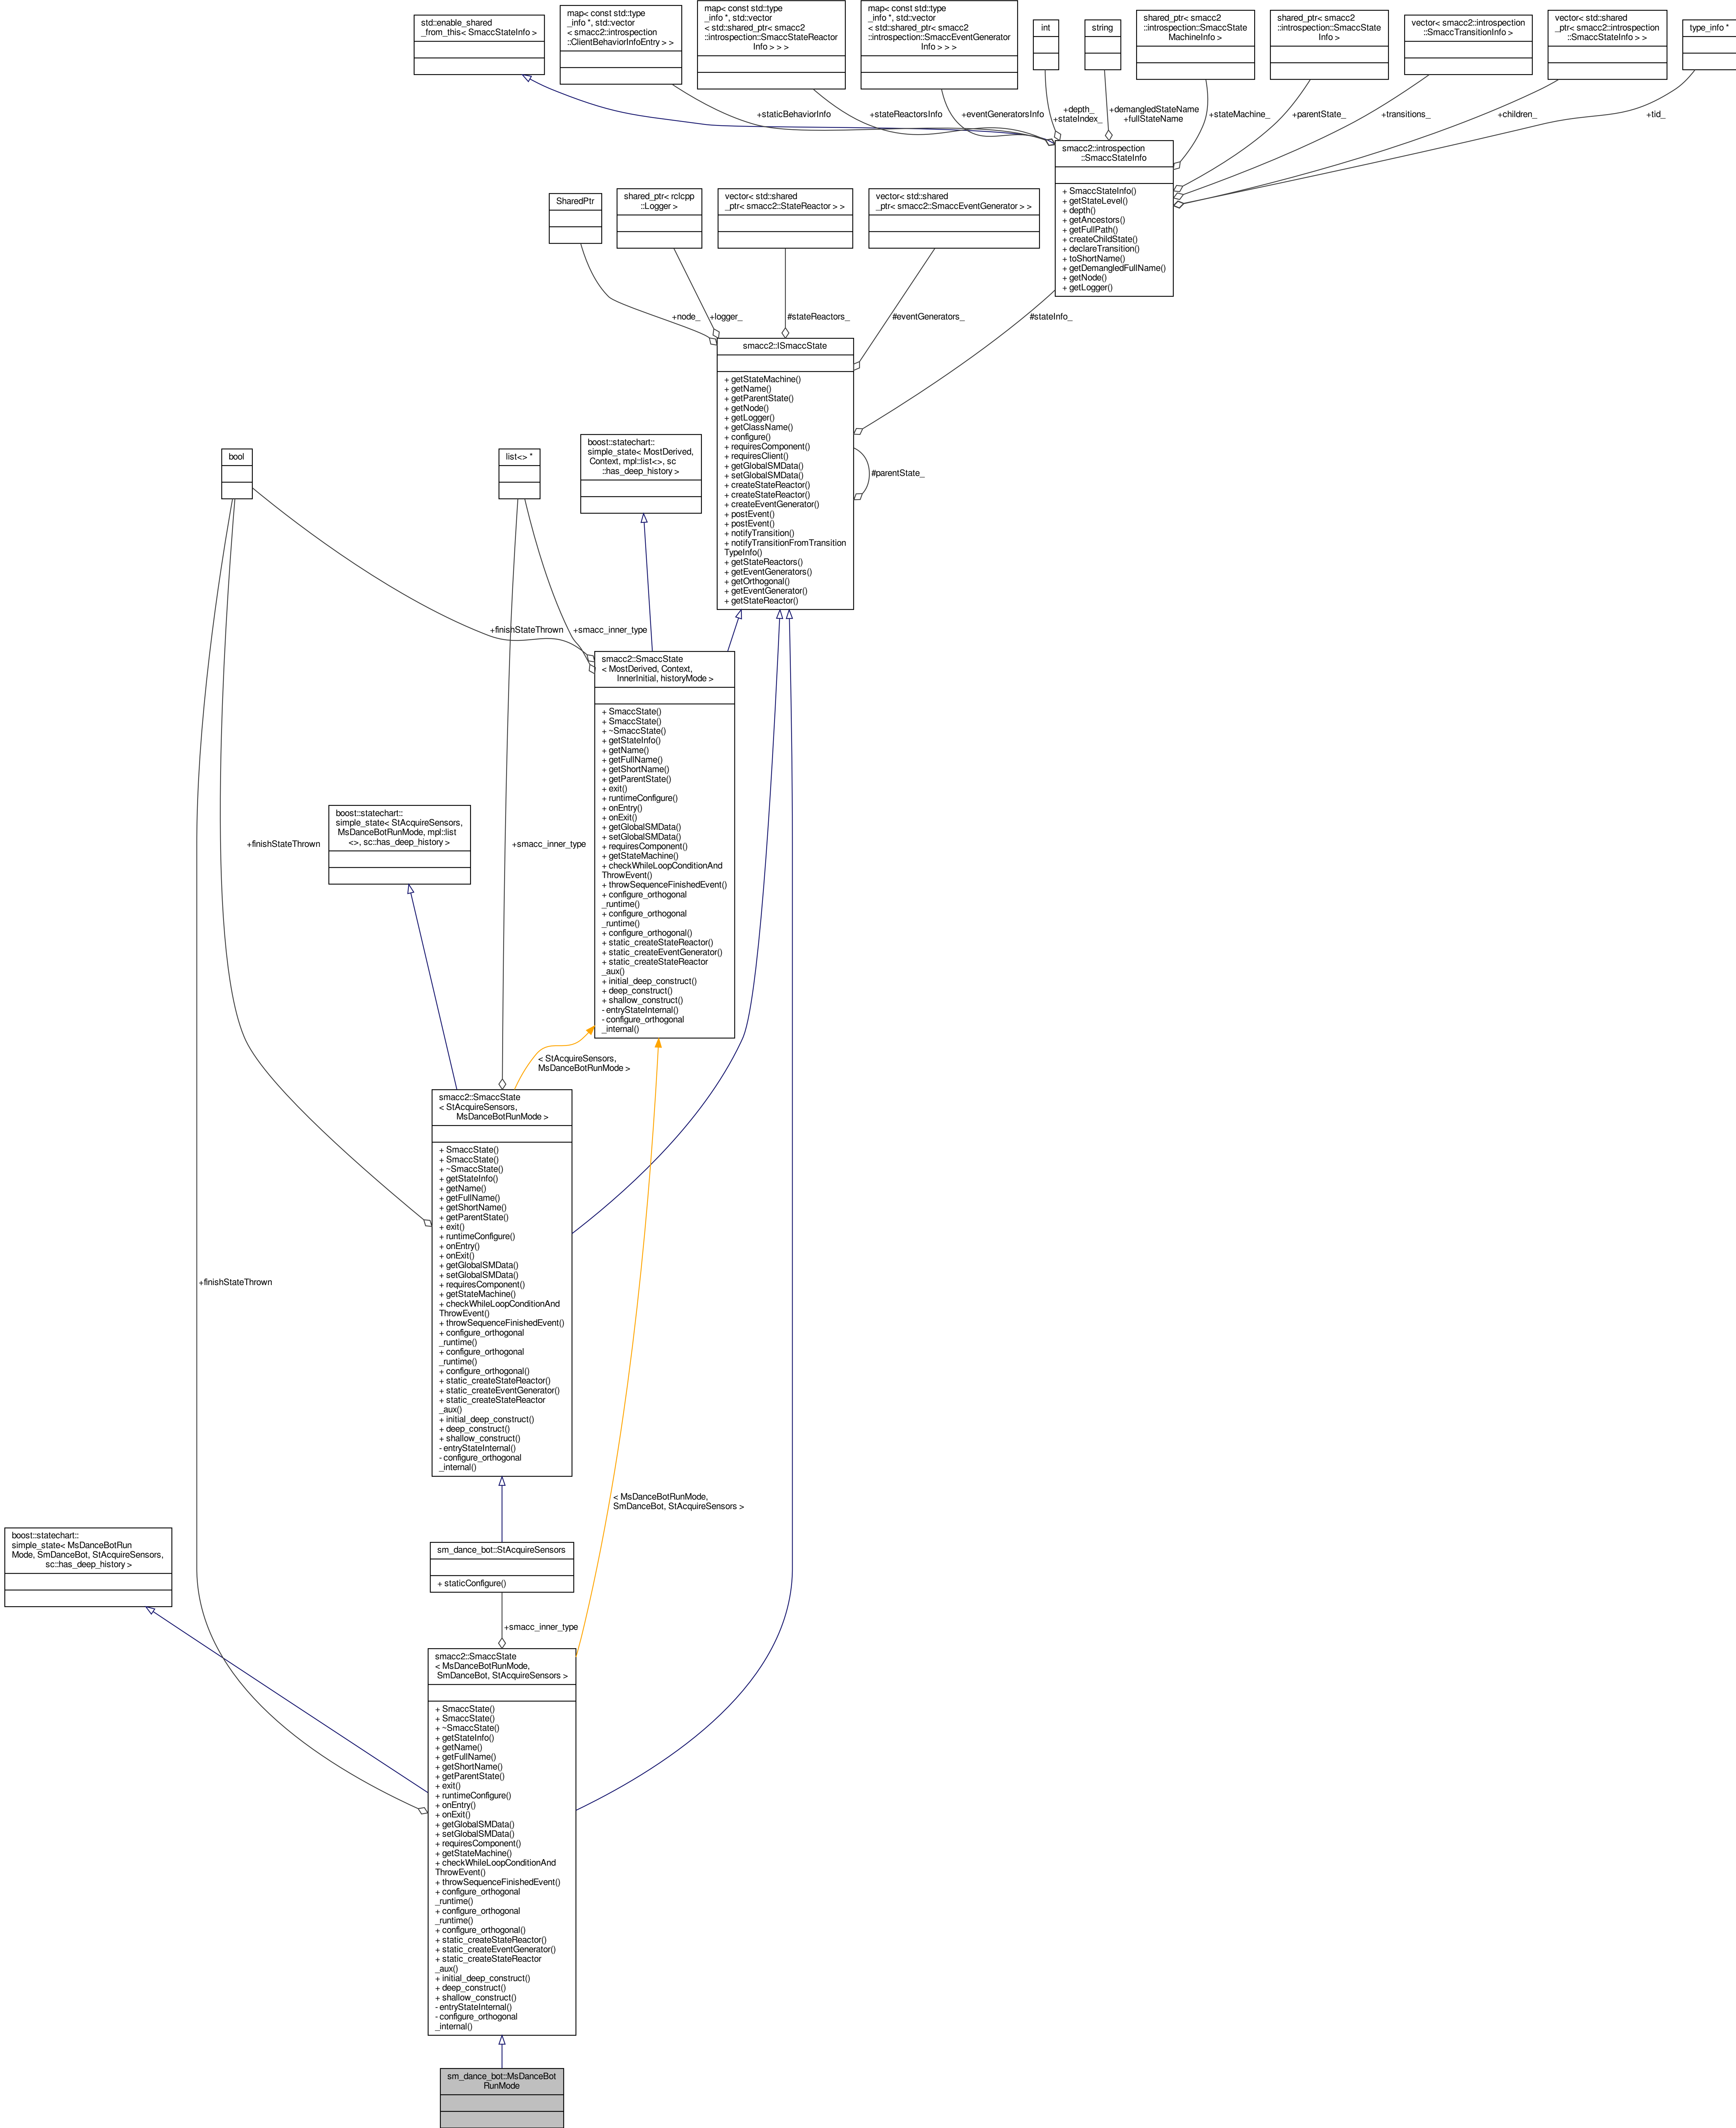 std::enable_shared
_from_this< SmaccStateInfo >
map< const std::type
_info *, std::vector
< smacc2::introspection
::ClientBehaviorInfoEntry > >
map< const std::type
_info *, std::vector
< std::shared_ptr< smacc2
::introspection::SmaccStateReactor
Info > > >
map< const std::type
_info *, std::vector
< std::shared_ptr< smacc2
::introspection::SmaccEventGenerator
Info > > >
int
string
shared_ptr< smacc2
::introspection::SmaccState
MachineInfo >
shared_ptr< smacc2
::introspection::SmaccState
Info >
vector< smacc2::introspection
::SmaccTransitionInfo >
vector< std::shared
_ptr< smacc2::introspection
::SmaccStateInfo > >
type_info *
+staticBehaviorInfo
+stateReactorsInfo
+eventGeneratorsInfo
+depth_
+stateIndex_
+demangledStateName
+fullStateName
+stateMachine_
+parentState_
+transitions_
+children_
+tid_
smacc2::introspection
::SmaccStateInfo
+ SmaccStateInfo()
+ getStateLevel()
+ depth()
+ getAncestors()
+ getFullPath()
+ createChildState()
+ declareTransition()
+ toShortName()
+ getDemangledFullName()
+ getNode()
+ getLogger()
SharedPtr
shared_ptr< rclcpp
::Logger >
vector< std::shared
_ptr< smacc2::StateReactor > >
vector< std::shared
_ptr< smacc2::SmaccEventGenerator > >
+node_
+logger_
#stateReactors_
#eventGenerators_
#stateInfo_
smacc2::ISmaccState
+ getStateMachine()
+ getName()
+ getParentState()
+ getNode()
+ getLogger()
+ getClassName()
+ configure()
+ requiresComponent()
+ requiresClient()
+ getGlobalSMData()
+ setGlobalSMData()
+ createStateReactor()
+ createStateReactor()
+ createEventGenerator()
+ postEvent()
+ postEvent()
+ notifyTransition()
+ notifyTransitionFromTransition
TypeInfo()
+ getStateReactors()
+ getEventGenerators()
+ getOrthogonal()
+ getEventGenerator()
+ getStateReactor()
#parentState_
bool
list<> *
boost::statechart::
simple_state< MostDerived,
Context, mpl::list<>, sc
::has_deep_history >
+finishStateThrown
+smacc_inner_type
smacc2::SmaccState
< MostDerived, Context,
InnerInitial, historyMode >
+ SmaccState()
+ SmaccState()
+ ~SmaccState()
+ getStateInfo()
+ getName()
+ getFullName()
+ getShortName()
+ getParentState()
+ exit()
+ runtimeConfigure()
+ onEntry()
+ onExit()
+ getGlobalSMData()
+ setGlobalSMData()
+ requiresComponent()
+ getStateMachine()
+ checkWhileLoopConditionAnd
ThrowEvent()
+ throwSequenceFinishedEvent()
+ configure_orthogonal
_runtime()
+ configure_orthogonal
_runtime()
+ configure_orthogonal()
+ static_createStateReactor()
+ static_createEventGenerator()
+ static_createStateReactor
_aux()
+ initial_deep_construct()
+ deep_construct()
+ shallow_construct()
- entryStateInternal()
- configure_orthogonal
_internal()
boost::statechart::
simple_state< StAcquireSensors,
MsDanceBotRunMode, mpl::list
<>, sc::has_deep_history >
+finishStateThrown
+smacc_inner_type
< StAcquireSensors,
MsDanceBotRunMode >
smacc2::SmaccState
< StAcquireSensors,
MsDanceBotRunMode >
+ SmaccState()
+ SmaccState()
+ ~SmaccState()
+ getStateInfo()
+ getName()
+ getFullName()
+ getShortName()
+ getParentState()
+ exit()
+ runtimeConfigure()
+ onEntry()
+ onExit()
+ getGlobalSMData()
+ setGlobalSMData()
+ requiresComponent()
+ getStateMachine()
+ checkWhileLoopConditionAnd
ThrowEvent()
+ throwSequenceFinishedEvent()
+ configure_orthogonal
_runtime()
+ configure_orthogonal
_runtime()
+ configure_orthogonal()
+ static_createStateReactor()
+ static_createEventGenerator()
+ static_createStateReactor
_aux()
+ initial_deep_construct()
+ deep_construct()
+ shallow_construct()
- entryStateInternal()
- configure_orthogonal
_internal()
+finishStateThrown
< MsDanceBotRunMode,
SmDanceBot, StAcquireSensors >
boost::statechart::
simple_state< MsDanceBotRun
Mode, SmDanceBot, StAcquireSensors,
sc::has_deep_history >
sm_dance_bot::StAcquireSensors
+ staticConfigure()
+smacc_inner_type
smacc2::SmaccState
< MsDanceBotRunMode,
SmDanceBot, StAcquireSensors >
+ SmaccState()
+ SmaccState()
+ ~SmaccState()
+ getStateInfo()
+ getName()
+ getFullName()
+ getShortName()
+ getParentState()
+ exit()
+ runtimeConfigure()
+ onEntry()
+ onExit()
+ getGlobalSMData()
+ setGlobalSMData()
+ requiresComponent()
+ getStateMachine()
+ checkWhileLoopConditionAnd
ThrowEvent()
+ throwSequenceFinishedEvent()
+ configure_orthogonal
_runtime()
+ configure_orthogonal
_runtime()
+ configure_orthogonal()
+ static_createStateReactor()
+ static_createEventGenerator()
+ static_createStateReactor
_aux()
+ initial_deep_construct()
+ deep_construct()
+ shallow_construct()
- entryStateInternal()
- configure_orthogonal
_internal()
sm_dance_bot::MsDanceBot
RunMode